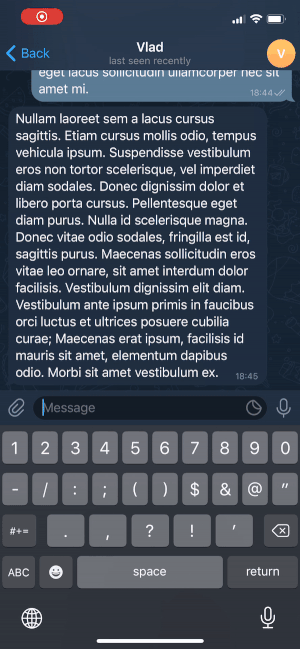 Back
Vlad
last seen recently
V
eget lacus sollicitudin ullamcorper nec sit
amet mi.
18:44
Nullam laoreet sem a lacus cursus
sagittis. Etiam cursus mollis odio, tempus
vehicula ipsum. Suspendisse vestibulum
eros non tortor scelerisque, vel imperdiet
diam sodales. Donec dignissim dolor et
libero porta cursus. Pellentesque eget
diam purus. Nulla id scelerisque magna.
Donec vitae odio sodales, fringilla est id,
sagittis purus. Maecenas sollicitudin eros
vitae leo ornare, sit amet interdum dolor
facilisis. Vestibulum dignissim elit diam.
Vestibulum ante ipsum primis in faucibus
orci luctus et ultrices posuere cubilia
curae; Maecenas erat ipsum, facilisis id
mauris sit amet, elementum dapibus
odio. Morbi sit amet vestibulum ex.
18:45
Message
1 2 3 4 5 6 7 8 9 0
- / : ; ( ) $ & @ "
#+= . , ? ! '
ABC space return